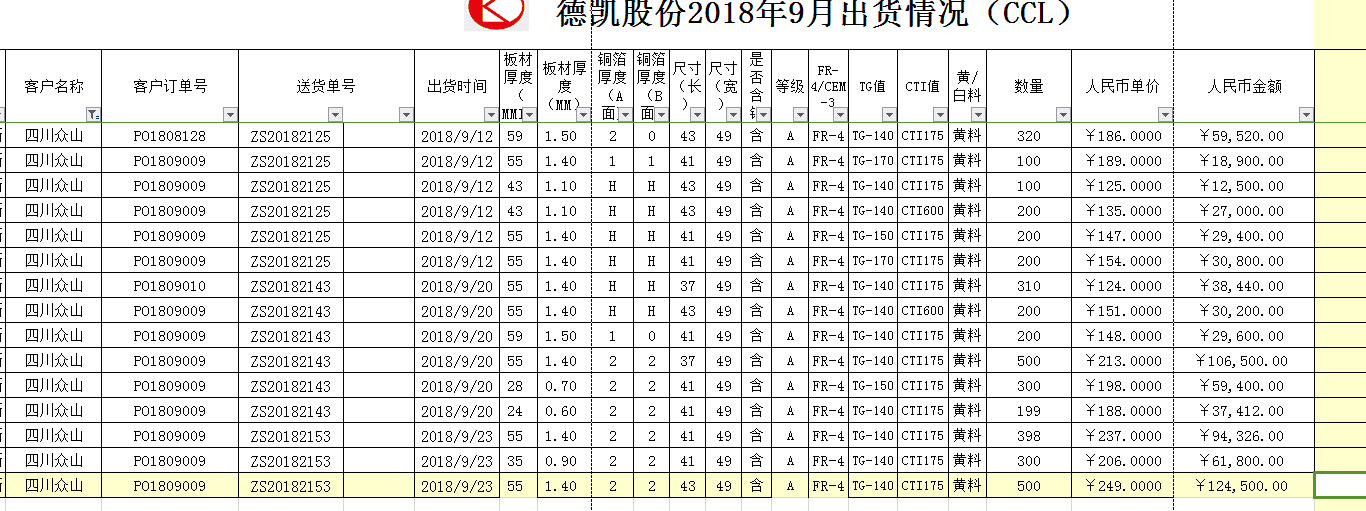 德凯股份2018年9月出货情况（CCL）
客户名称 客户订单号 送货单号 出货时间 板材厚度（MM] 板材厚度（MM） 铜箔厚度（A面] 铜箔厚度（B面 尺寸（长） 尺寸（宽） 是否含 等级 FR-4/CEM-3 TG值 CTI值 黄/白料 数量 人民币单价 人民币金额
四川众山 PO1808128 ZS20182125 2018/9/12 59 1.50 2 0 43 49 含 A FR-4 TG-140 CTI175 黄料 320 ￥186.0000 ￥59,520.00
四川众山 PO1809009 ZS20182125 2018/9/12 55 1.40 1 1 41 49 含 A FR-4 TG-170 CTI175 黄料 100 ￥189.0000 ￥18,900.00
四川众山 PO1809009 ZS20182125 2018/9/12 43 1.10 H H 43 49 含 A FR-4 TG-140 CTI175 黄料 100 ￥125.0000 ￥12,500.00
四川众山 PO1809009 ZS20182125 2018/9/12 43 1.10 H H 43 49 含 A FR-4 TG-140 CTI600 黄料 200 ￥135.0000 ￥27,000.00
四川众山 PO1809009 ZS20182125 2018/9/12 55 1.40 H H 41 49 含 A FR-4 TG-150 CTI175 黄料 200 ￥147.0000 ￥29,400.00
四川众山 PO1809009 ZS20182125 2018/9/12 55 1.40 H H 41 49 含 A FR-4 TG-170 CTI175 黄料 200 ￥154.0000 ￥30,800.00
四川众山 PO1809010 ZS20182143 2018/9/20 55 1.40 H H 37 49 含 A FR-4 TG-140 CTI175 黄料 310 ￥124.0000 ￥38,440.00
四川众山 PO1809009 ZS20182143 2018/9/20 55 1.40 H H 43 49 含 A FR-4 TG-140 CTI600 黄料 200 ￥151.0000 ￥30,200.00
四川众山 PO1809009 ZS20182143 2018/9/20 59 1.50 1 0 41 49 含 A FR-4 TG-140 CTI175 黄料 200 ￥148.0000 ￥29,600.00
四川众山 PO1809009 ZS20182143 2018/9/20 55 1.40 2 2 37 49 含 A FR-4 TG-140 CTI175 黄料 500 ￥213.0000 ￥106,500.00
四川众山 PO1809009 ZS20182143 2018/9/20 28 0.70 2 2 41 49 含 A FR-4 TG-150 CTI175 黄料 300 ￥198.0000 ￥59,400.00
四川众山 PO1809009 ZS20182143 2018/9/20 24 0.60 2 2 41 49 含 A FR-4 TG-140 CTI175 黄料 199 ￥188.0000 ￥37,412.00
四川众山 PO1809009 ZS20182153 2018/9/23 55 1.40 2 2 41 49 含 A FR-4 TG-140 CTI175 黄料 398 ￥237.0000 ￥94,326.00
四川众山 PO1809009 ZS20182153 2018/9/23 35 0.90 2 2 41 49 含 A FR-4 TG-140 CTI175 黄料 300 ￥206.0000 ￥61,800.00
四川众山 PO1809009 ZS20182153 2018/9/23 55 1.40 2 2 43 49 含 A FR-4 TG-140 CTI175 黄料 500 ￥249.0000 ￥124,500.00